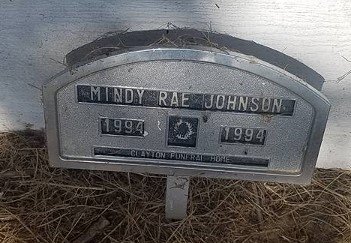 MINDY RAE JOHNSON
1994 1994
CLAYTON FUNERAL HOME